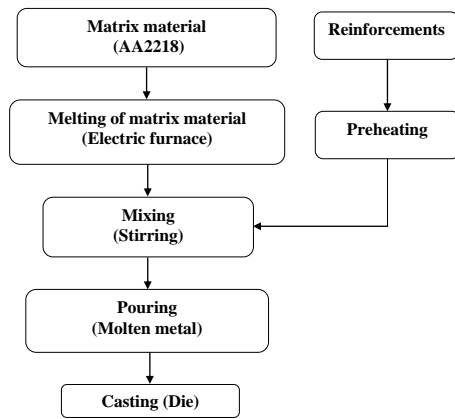 Matrix material
(AA2218)
Reinforcements
Melting of matrix material
(Electric furnace)
Preheating
Mixing
(Stirring)
Pouring
(Molten metal)
Casting (Die)